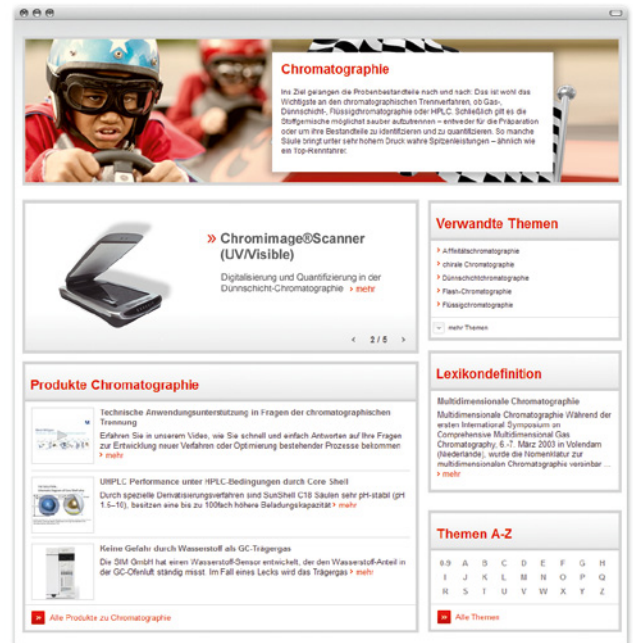 Chromatographie
Ins Ziel gelangen die Probenbestandteile nach und nach: Das ist wohl das
Wichtigste an den chromatographischen Trennverfahren, ob Gas-,
Dünnschicht-, Flüssigchromatographie oder HPLC. Schließlich gilt es die
Stoffgemische möglichst sauber aufzutrennen – entweder für die Präparation
oder um ihre Bestandteile zu identifizieren und zu quantifizieren. So manche
Säule bringt unter sehr hohem Druck wahre Spitzenleistungen – ähnlich wie
ein Top-Rennfahrer.
» Chromimage®Scanner
(UV/Visible)
Digitalisierung und Quantifizierung in der
Dünnschicht-Chromatographie › mehr
‹ 2 / 5 ›
Produkte Chromatographie
Technische Anwendungsunterstützung in Fragen der chromatographischen
Trennung
Erfahren Sie in unserem Video, wie Sie schnell und einfach Antworten auf Ihre Fragen
zur Entwicklung neuer Verfahren oder Optimierung bestehender Prozesse bekommen
› mehr
UHPLC Performance unter HPLC-Bedingungen durch Core Shell
Durch spezielle Derivatisierungsverfahren sind SunShell C18 Säulen sehr pH-stabil (pH
1.5–10), besitzen eine bis zu 100fach höhere Beladungskapazität › mehr
Keine Gefahr durch Wasserstoff als GC-Trägergas
Die SIM GmbH hat einen Wasserstoff-Sensor entwickelt, der den Wasserstoff-Anteil in
der GC-Ofenluft ständig misst. Im Fall eines Lecks wird das Trägergas › mehr
» Alle Produkte zu Chromatographie
Verwandte Themen
› Affinitätschromatographie
› chirale Chromatographie
› Dünnschichtchromatographie
› Flash-Chromatographie
› Flüssigchromatographie
mehr Themen
Lexikondefinition
Multidimensionale Chromatographie
Multidimensionale Chromatographie Während der
ersten International Symposium on
Comprehensive Multidimensional Gas
Chromatography, 6.-7. März 2003 in Volendam
(Niederlande), wurde die Nomenklatur zur
multidimensionalen Chromatographie vereinbar ...
› mehr
Themen A-Z
0-9 A B C D E F G H
I J K L M N O P Q
R S T U V W X Y Z
» Alle Themen